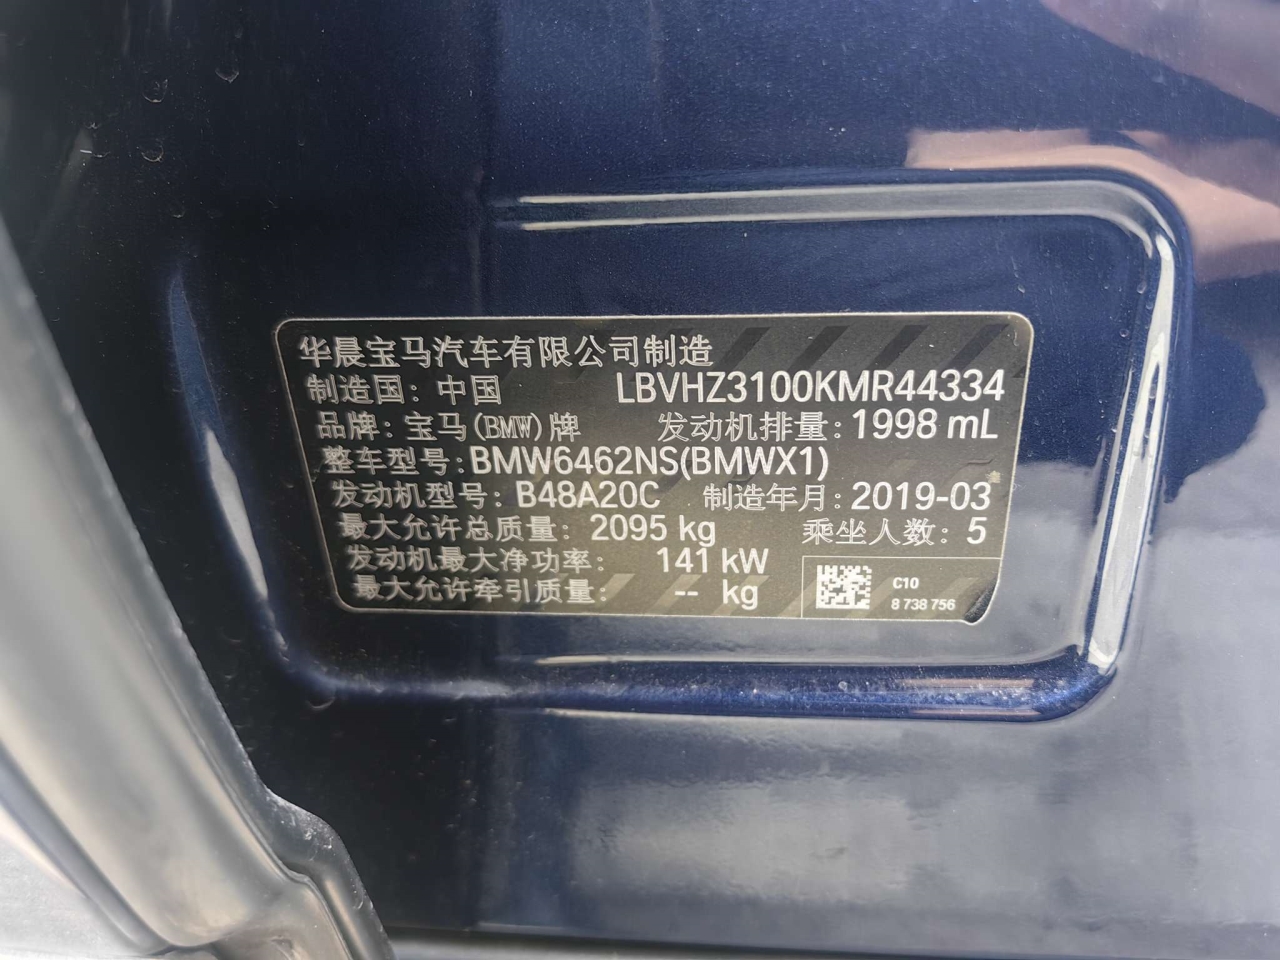 华晨宝马汽车有限公司制造
制造国: 中国 LBVHZ3100KMR44334
品牌: 宝马(BMW)牌 发动机排量: 1998 mL
整车型号: BMW6462NS(BMWX1)
发动机型号: B48A20C 制造年月: 2019-03
最大允许总质量: 2095 kg 乘坐人数: 5
发动机最大净功率: 141 kW
最大允许牵引质量: -- kg
C10
8 738 756